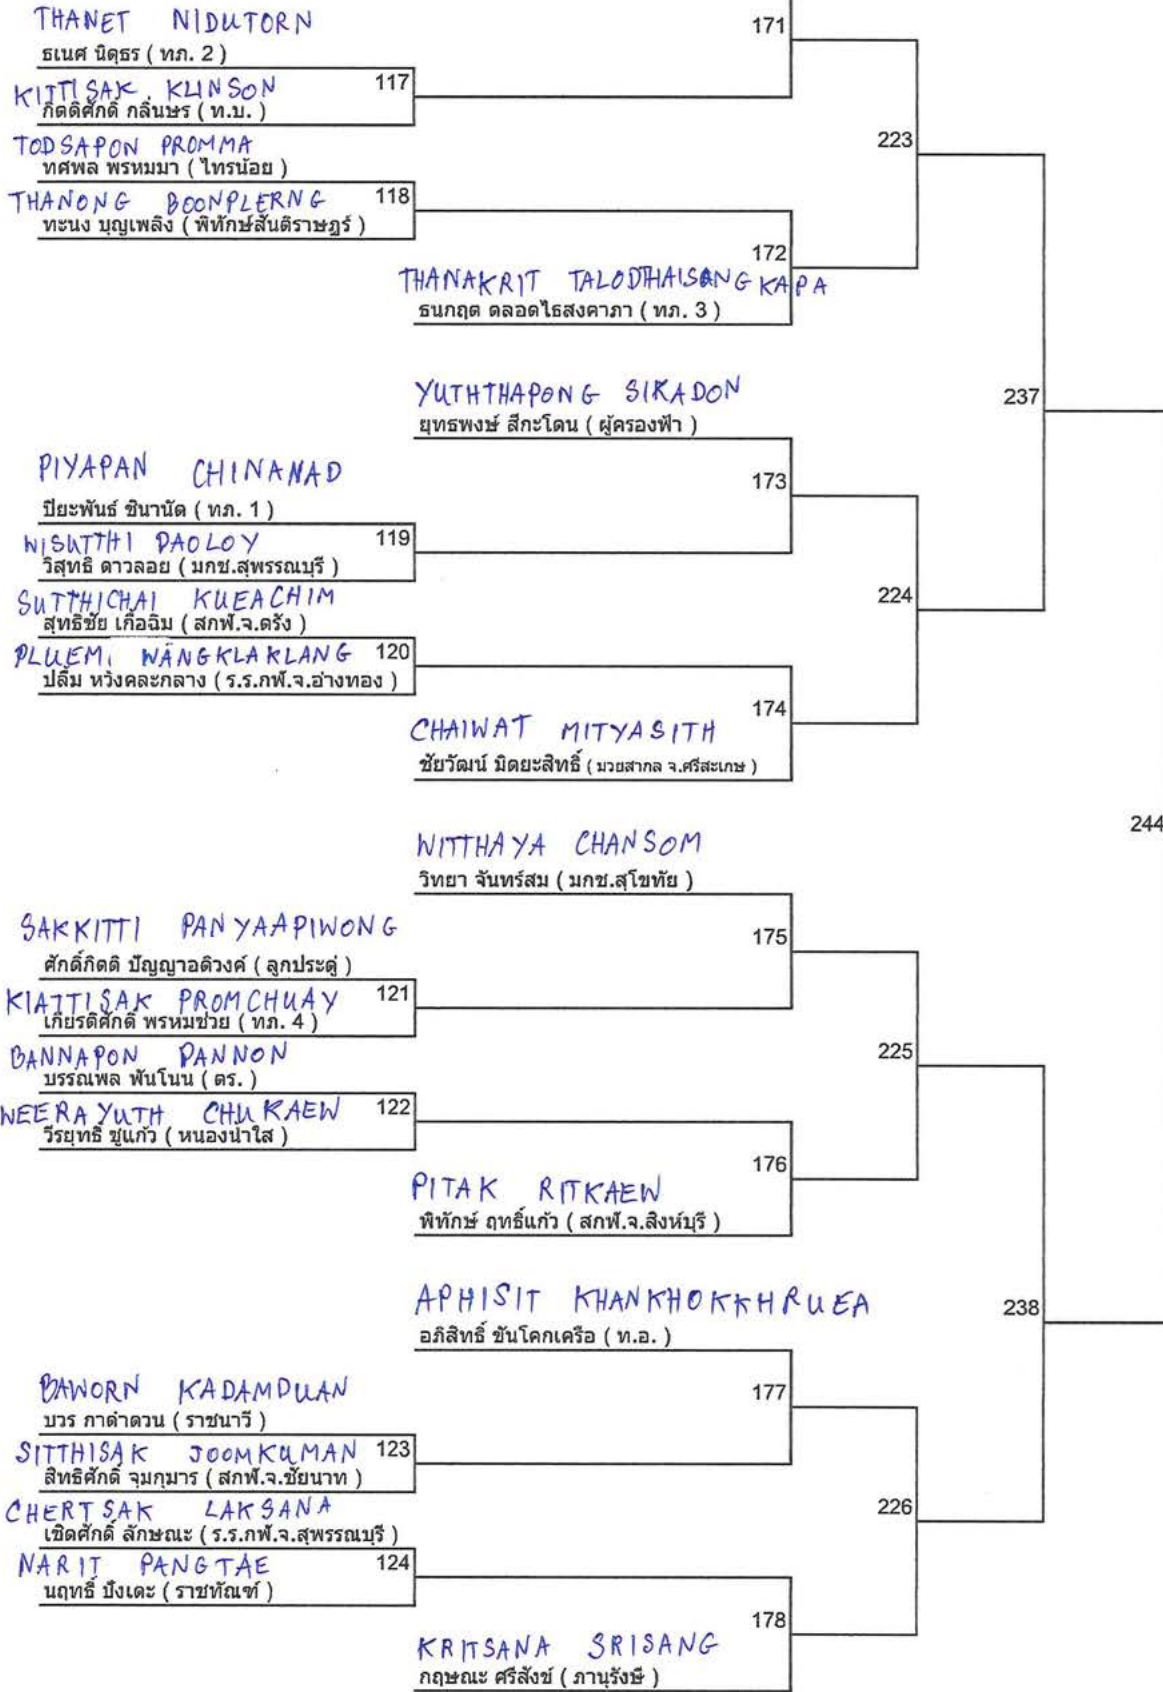 THANET NIDUTORN
171
ธเนศ นิดุธร ( ทภ. 2 )
117
KITTISAK KLINSON
กิตติศักดิ์ กลิ่นษร ( ท.บ. )
TODSAPON PROMMA
223
ทศพล พรหมมา ( ไทรน้อย )
THANONG BOONPLERNG
118
ทะนง บุญเพลิง ( พิทักษ์สันติราษฎร์ )
172
THANAKRIT TALODTHAISANGKAPA
ธนกฤต ตลอดไธสงคาภา ( ทภ. 3 )
YUTHTHAPONG SIKADON
237
ยุทธพงษ์ สีกะโดน ( ผู้ครองฟ้า )
PIYAPAN CHINANAD
173
ปิยะพันธ์ ชินานัด ( ทภ. 1 )
WISUTTHI DAOLOY
119
วิสุทธิ ดาวลอย ( มกช.สุพรรณบุรี )
SUTTHICHAI KUEACHIM
224
สุทธิชัย เกื้อฉิม ( สกฬ.จ.ตรัง )
PLUEM WANGKLAKLANG
120
ปลื้ม หวังคละกลาง ( ร.ร.กฬ.จ.อ่างทอง )
174
CHAIWAT MITYASITH
ชัยวัฒน์ มิตยะสิทธิ์ ( มวยสากล จ.ศรีสะเกษ )
244
WITTHAYA CHANSOM
วิทยา จันทร์สม ( มกช.สุโขทัย )
SAKKITTI PANYAAPIWONG
175
ศักดิ์กิตติ ปัญญาอติวงค์ ( ลูกประดู่ )
KIATTISAK PROMCHUAY
121
เกียรติศักดิ์ พรหมช่วย ( ทภ. 4 )
BANNAPON PANNON
225
บรรณพล พันโนน ( ตร. )
WEERAYUTH CHUKAEW
122
วีรยุทธิ์ ชูแก้ว ( หนองน้ำใส )
176
PITAK RITKAEW
พิทักษ์ ฤทธิ์แก้ว ( สกฬ.จ.สิงห์บุรี )
APHISIT KHANKHOKKHRUEA
238
อภิสิทธิ์ ขันโคกเครือ ( ท.อ. )
BAWORN KADAMDUAN
177
บวร กาดำดวน ( ราชนาวี )
SITTHISAK JOOMKUMAN
123
สิทธิศักดิ์ จุมกุมาร ( สกฬ.จ.ชัยนาท )
CHERTSAK LAKSANA
226
เชิดศักดิ์ ลักษณะ ( ร.ร.กฬ.จ.สุพรรณบุรี )
NARIT PANGTAE
124
นฤทธิ์ ปังเตะ ( ราชทัณฑ์ )
178
KRITSANA SRISANG
กฤษณะ ศรีสังข์ ( ภานุรังษี )